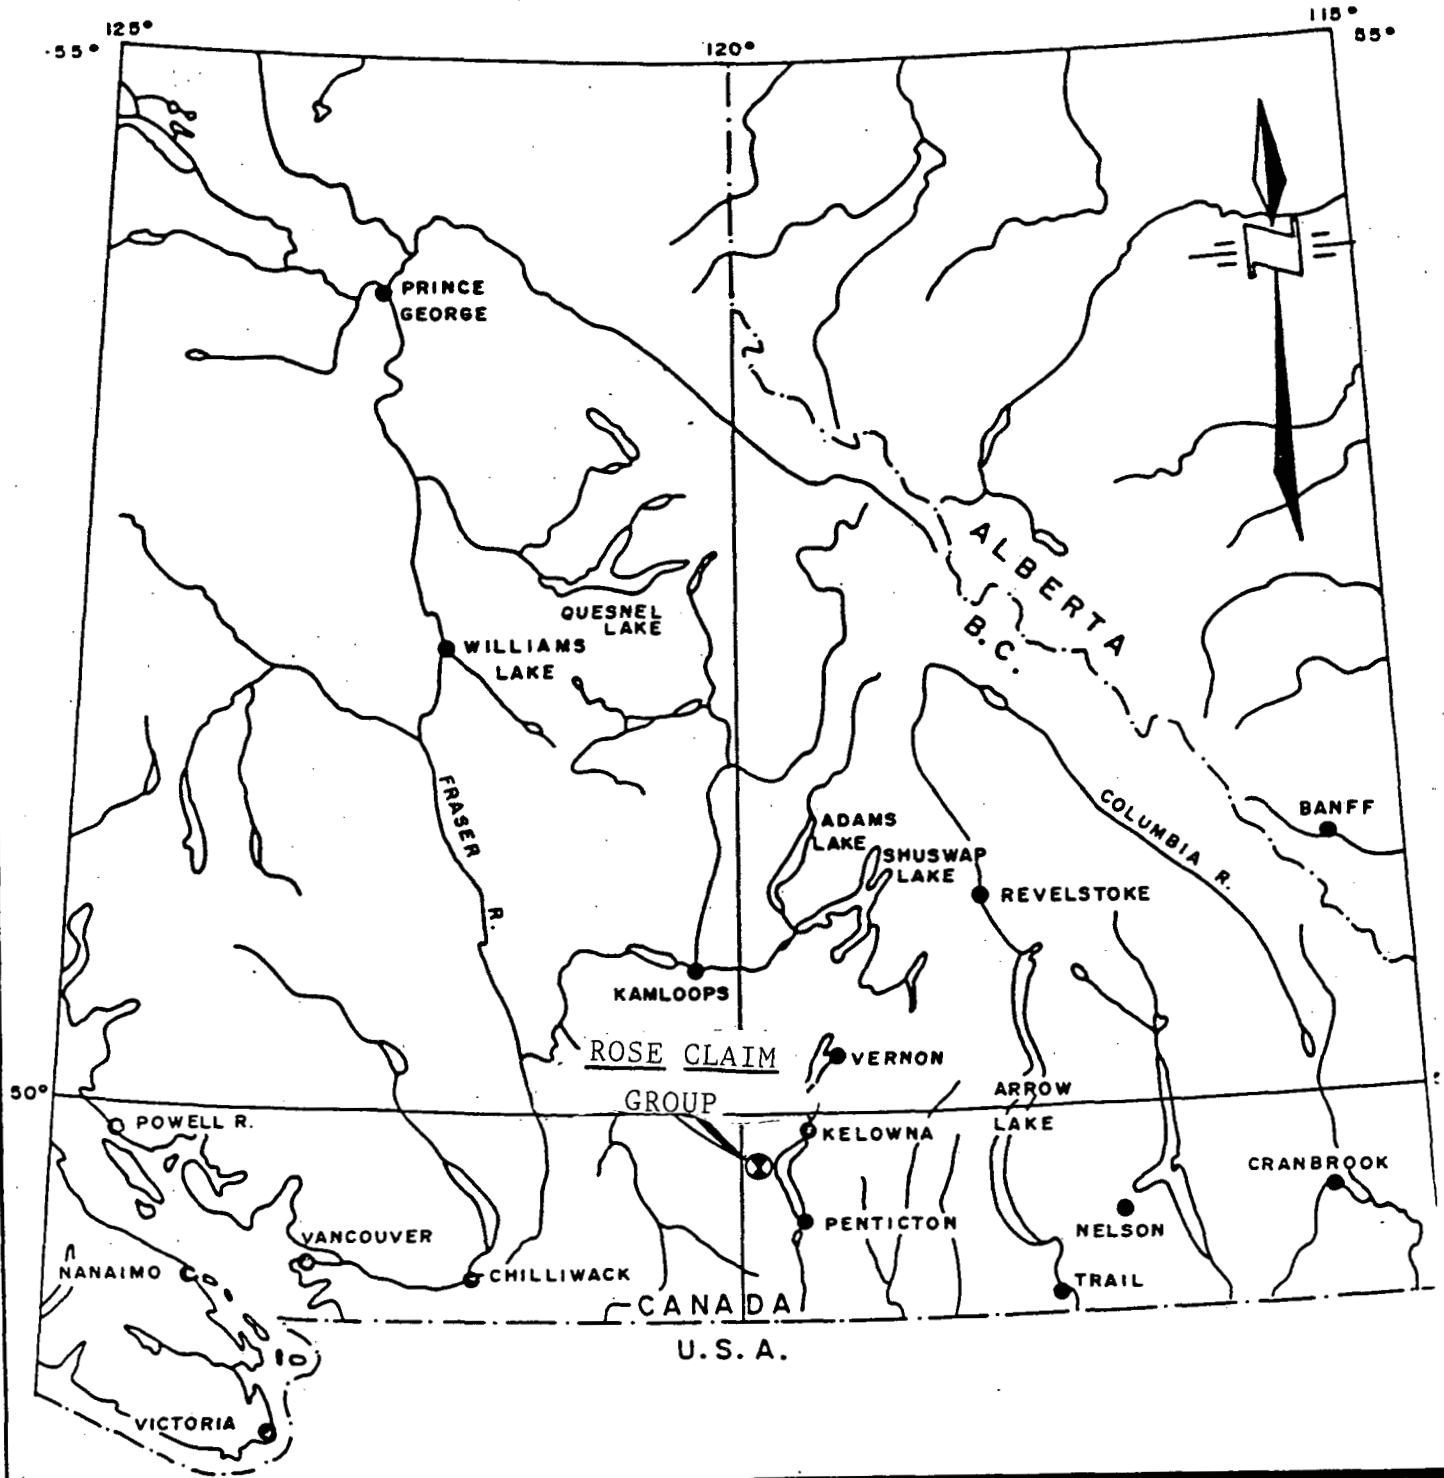 125°
115°
55°
120°
55°
PRINCE
GEORGE
QUESNEL
LAKE
WILLIAMS
LAKE
ALBERTA
B.C.
FRASER R.
COLUMBIA R.
BANFF
ADAMS
LAKE
SHUSWAP
LAKE
REVELSTOKE
KAMLOOPS
ROSE CLAIM
GROUP
VERNON
ARROW
LAKE
50°
POWELL R.
KELOWNA
CRANBROOK
PENTICTON
NELSON
VANCOUVER
NANAIMO
CHILLIWACK
TRAIL
CANADA
U.S.A.
VICTORIA